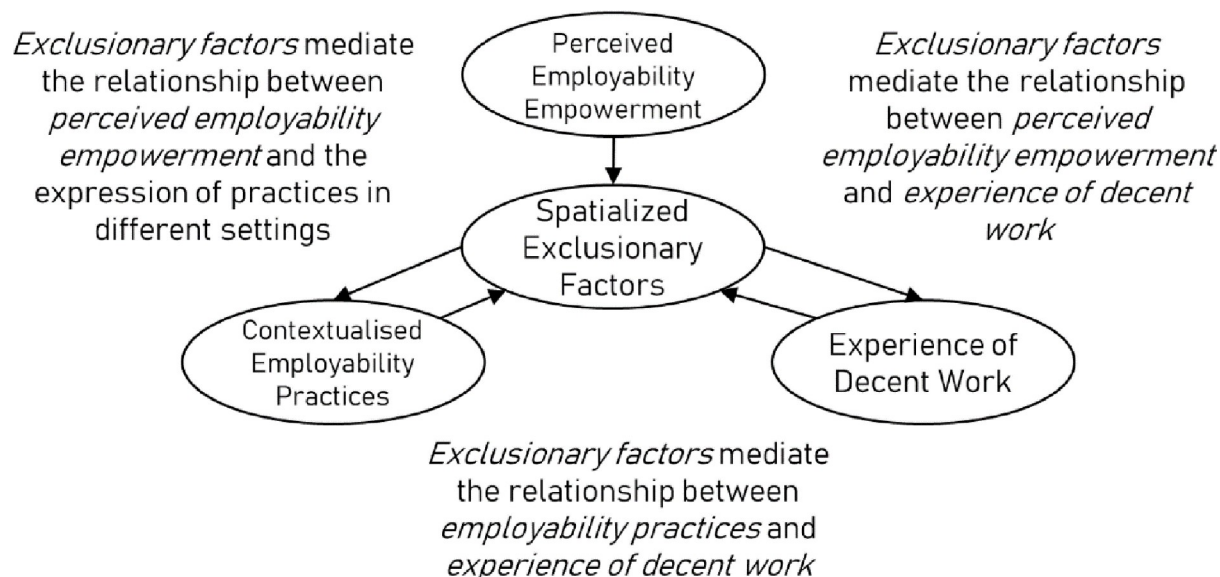 Exclusionary factors mediate
the relationship between
perceived employability
empowerment and the
expression of practices in
different settings
Perceived
Employability
Empowerment
Exclusionary factors
mediate the relationship
between perceived
employability empowerment
and experience of decent
work
Spatialized
Exclusionary
Factors
Contextualised
Employability
Practices
Experience of
Decent Work
Exclusionary factors mediate
the relationship between
employability practices and
experience of decent work